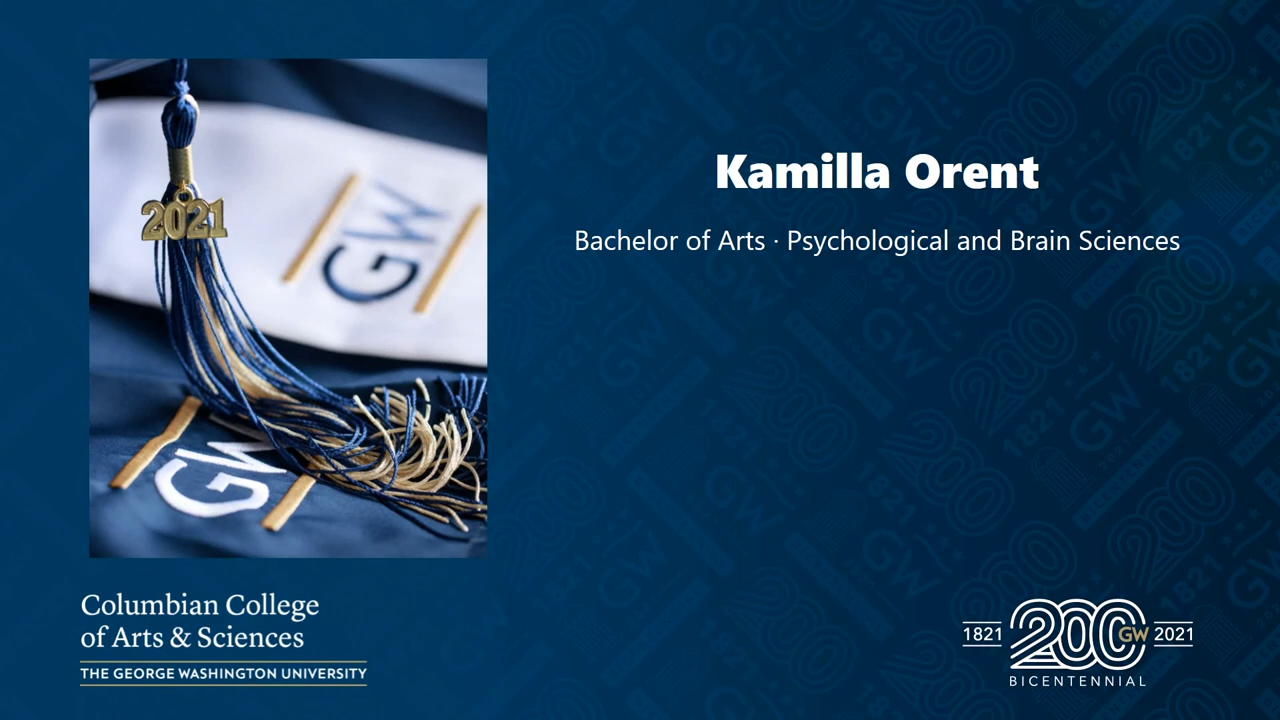 2021
GW
GW
Kamilla Orent
Bachelor of Arts · Psychological and Brain Sciences
Columbian College
of Arts & Sciences
THE GEORGE WASHINGTON UNIVERSITY
1821 200 GW 2021
BICENTENNIAL